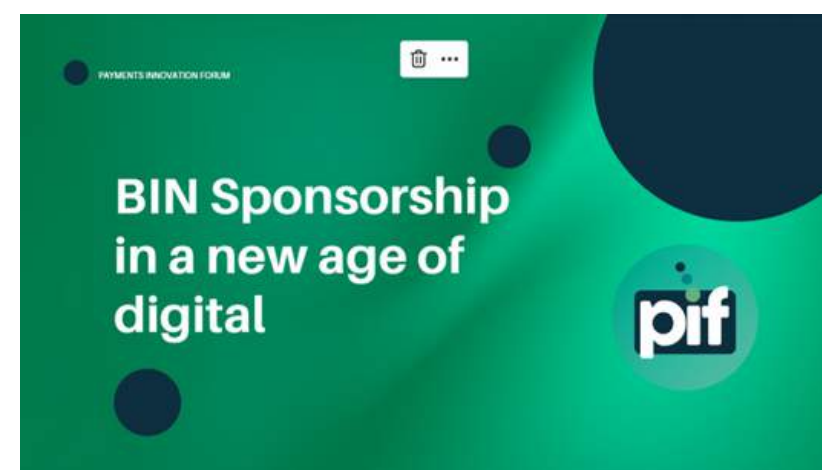 PAYMENTS INNOVATION FORUM
BIN Sponsorship
in a new age of
digital
pif